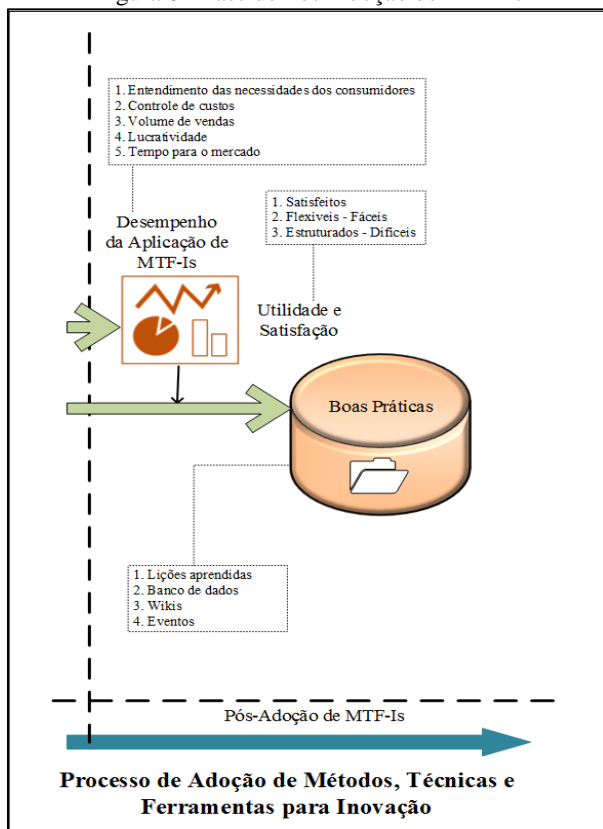 1. Entendimento das necessidades dos consumidores
2. Controle de custos
3. Volume de vendas
4. Lucratividade
5. Tempo para o mercado
1. Satisfeitos
2. Flexíveis - Fáceis
3. Estruturados - Difíceis
Desempenho
da Aplicação de
MTF-Is
Utilidade e
Satisfação
Boas Práticas
1. Lições aprendidas
2. Banco de dados
3. Wikis
4. Eventos
Pós-Adoção de MTF-Is
Processo de Adoção de Métodos, Técnicas e
Ferramentas para Inovação